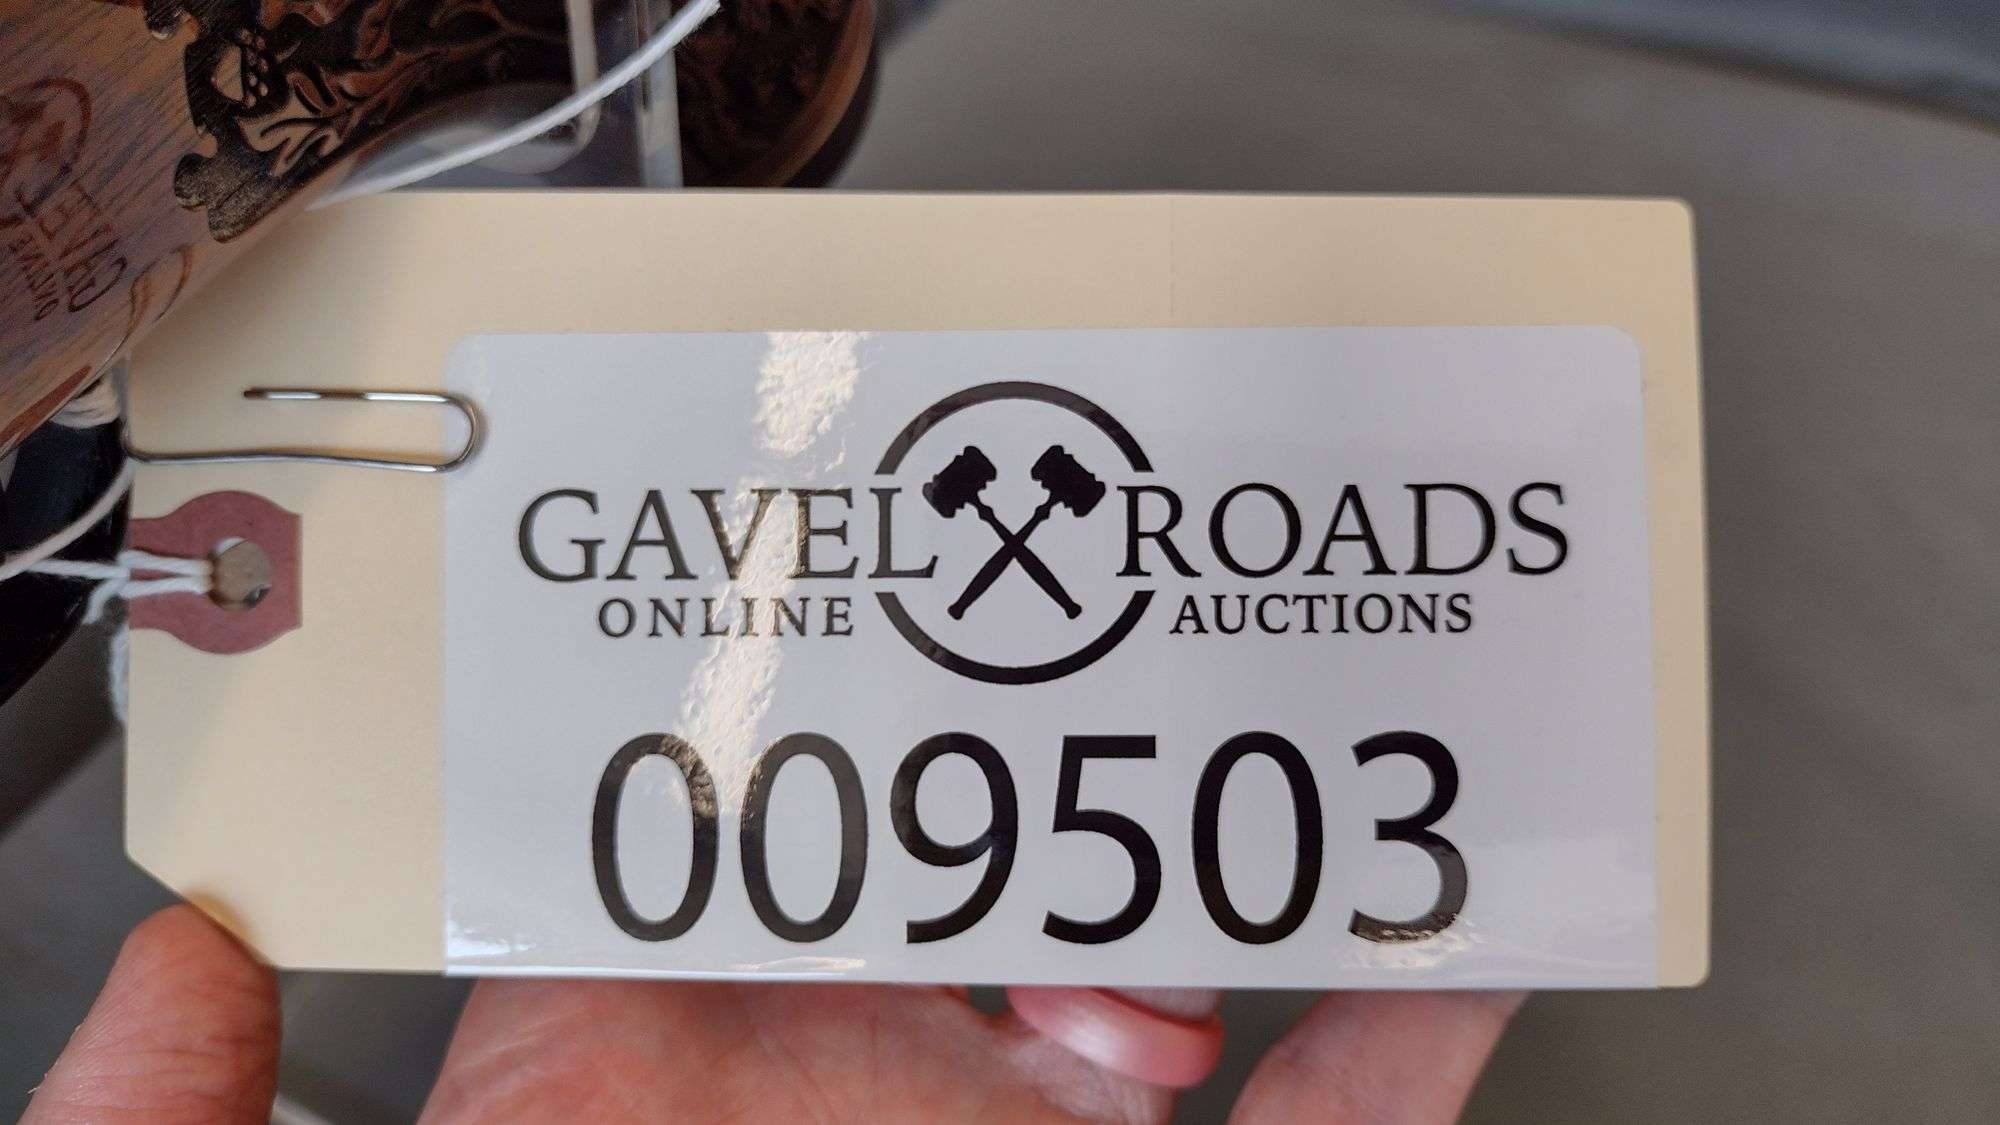 GAVEL ROADS
ONLINE AUCTIONS
009503